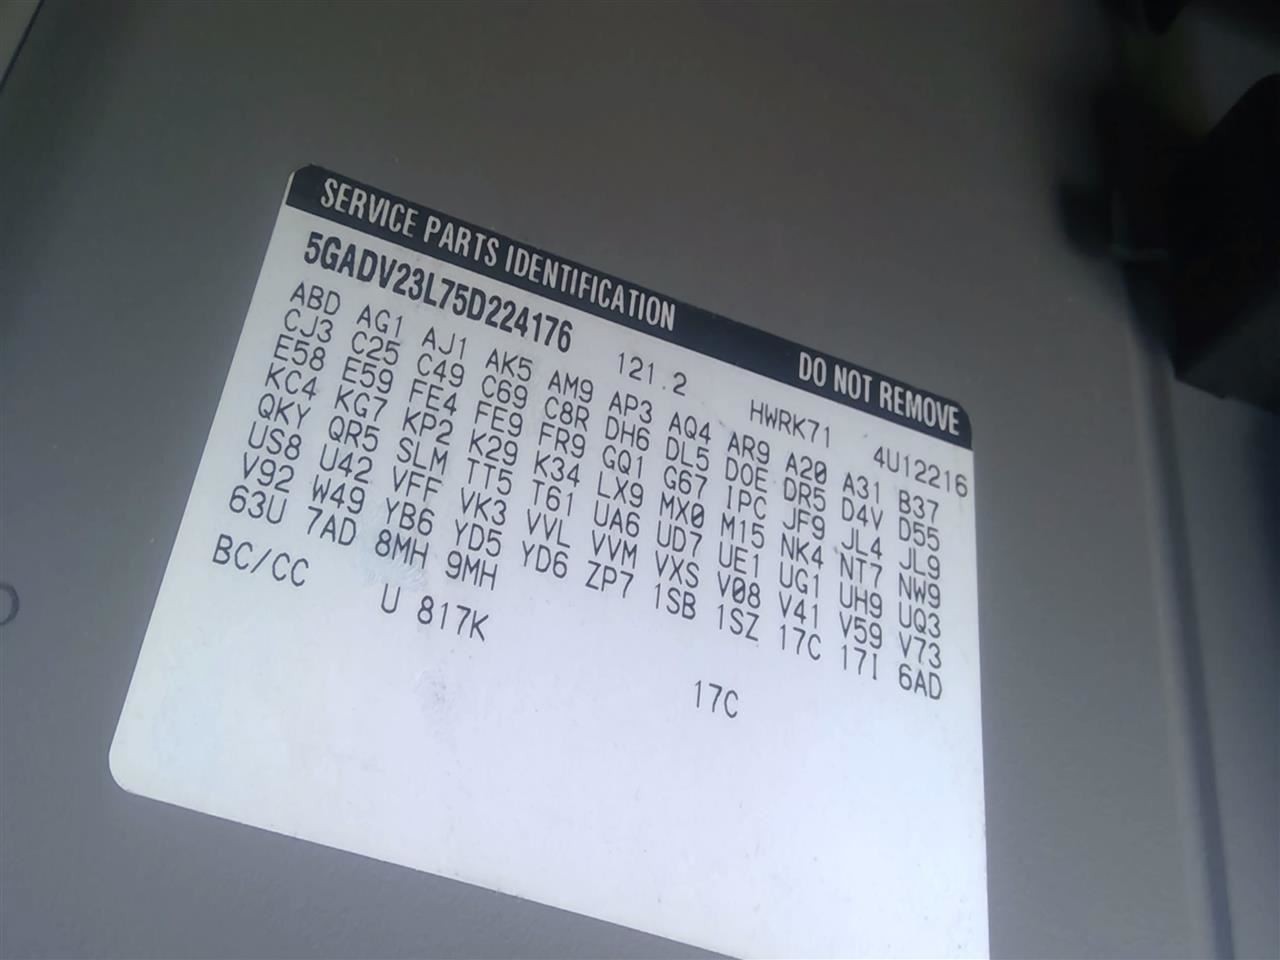 SERVICE PARTS IDENTIFICATION DO NOT REMOVE
5GADV23L75D224176 121.2 HWRK71 4U12216
ABD AG1 AJ1 AK5 AM9 AP3 AQ4 AR9 A20 A31 B37
CJ3 C25 C49 C69 C8R DH6 DL5 DOE DR5 D4V D55
E58 E59 FE4 FE9 FR9 GQ1 G67 IPC JF9 JL4 JL9
KC4 KG7 KP2 K29 K34 LX9 MX0 M15 NK4 NT7 NW9
QKY QR5 SLM TT5 T61 UA6 UD7 UE1 UG1 UH9 UQ3
US8 U42 VFF VK3 VVL VVM VXS V08 V41 V59 V73
V92 W49 YB6 YD5 YD6 ZP7 1SB 1SZ 17C 17I 6AD
63U 7AD 8MH 9MH
BC/CC U 817K 17C